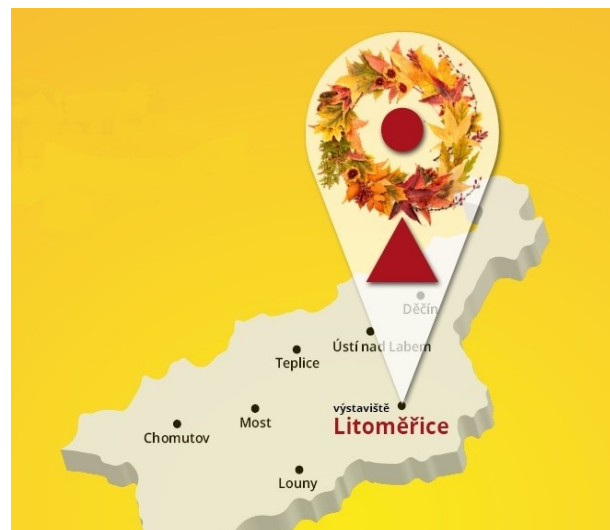 Děčín
Ústí nad Labem
Teplice
výstaviště
Litoměřice
Most
Chomutov
Louny